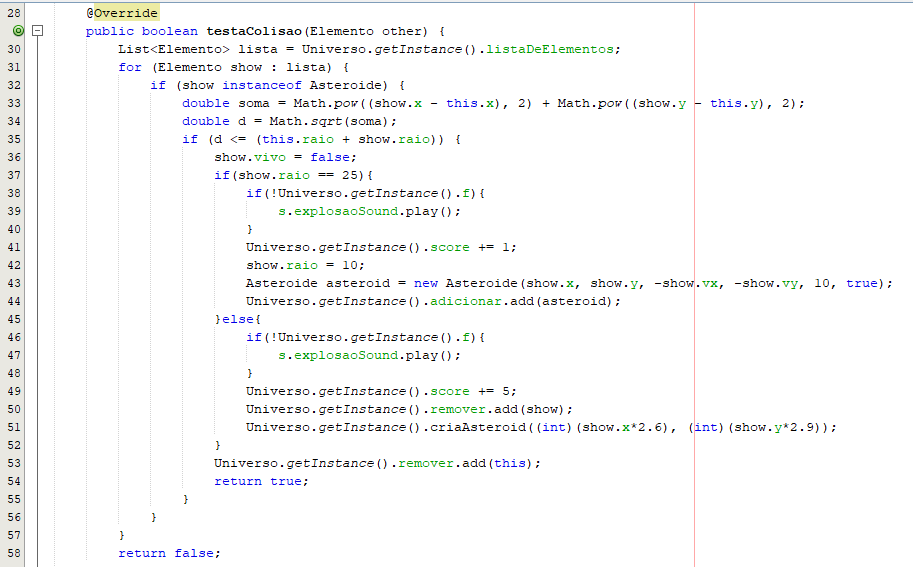 28 @Override
public boolean testaColisao(Elemento other) {
30 List<Elemento> lista = Universo.getInstance().listaDeElementos;
31 for (Elemento show : lista) {
32 if (show instanceof Asteroide) {
33 double soma = Math.pow((show.x - this.x), 2) + Math.pow((show.y - this.y), 2);
34 double d = Math.sqrt(soma);
35 if (d <= (this.raio + show.raio)) {
36 show.vivo = false;
37 if(show.raio == 25){
38 if(!Universo.getInstance().f){
39 s.explosaoSound.play();
40 }
41 Universo.getInstance().score += 1;
42 show.raio = 10;
43 Asteroide asteroid = new Asteroide(show.x, show.y, -show.vx, -show.vy, 10, true);
44 Universo.getInstance().adicionar.add(asteroid);
45 }else{
46 if(!Universo.getInstance().f){
47 s.explosaoSound.play();
48 }
49 Universo.getInstance().score += 5;
50 Universo.getInstance().remover.add(show);
51 Universo.getInstance().criaAsteroid((int)(show.x*2.6), (int)(show.y*2.9));
52 }
53 Universo.getInstance().remover.add(this);
54 return true;
55 }
56 }
57 }
58 return false;